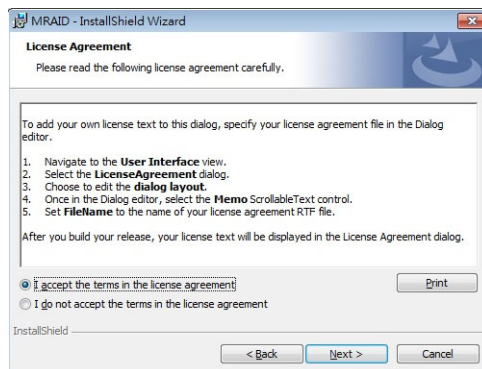 MRAID - InstallShield Wizard
License Agreement
Please read the following license agreement carefully.
To add your own license text to this dialog, specify your license agreement file in the Dialog
editor.
1. Navigate to the User Interface view.
2. Select the LicenseAgreement dialog.
3. Choose to edit the dialog layout.
4. Once in the Dialog editor, select the Memo ScrollableText control.
5. Set FileName to the name of your license agreement RTF file.
After you build your release, your license text will be displayed in the License Agreement dialog.
I accept the terms in the license agreement
Print
I do not accept the terms in the license agreement
InstallShield
< Back
Next >
Cancel